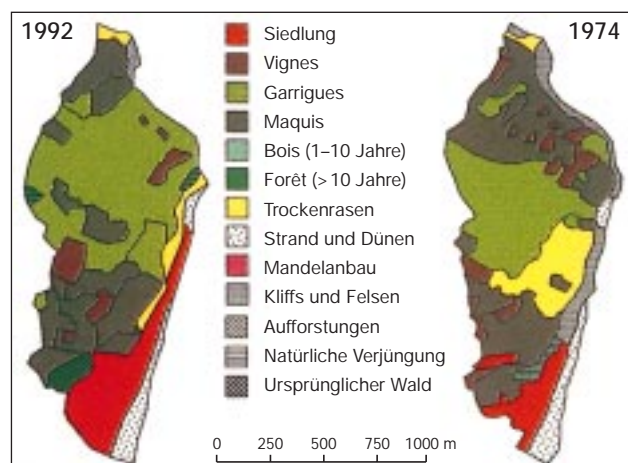 1992
1974
Siedlung
Vignes
Garrigues
Maquis
Bois (1–10 Jahre)
Forêt (> 10 Jahre)
Trockenrasen
Strand und Dünen
Mandelanbau
Kliffs und Felsen
Aufforstungen
Natürliche Verjüngung
Ursprünglicher Wald
0 250 500 750 1000 m